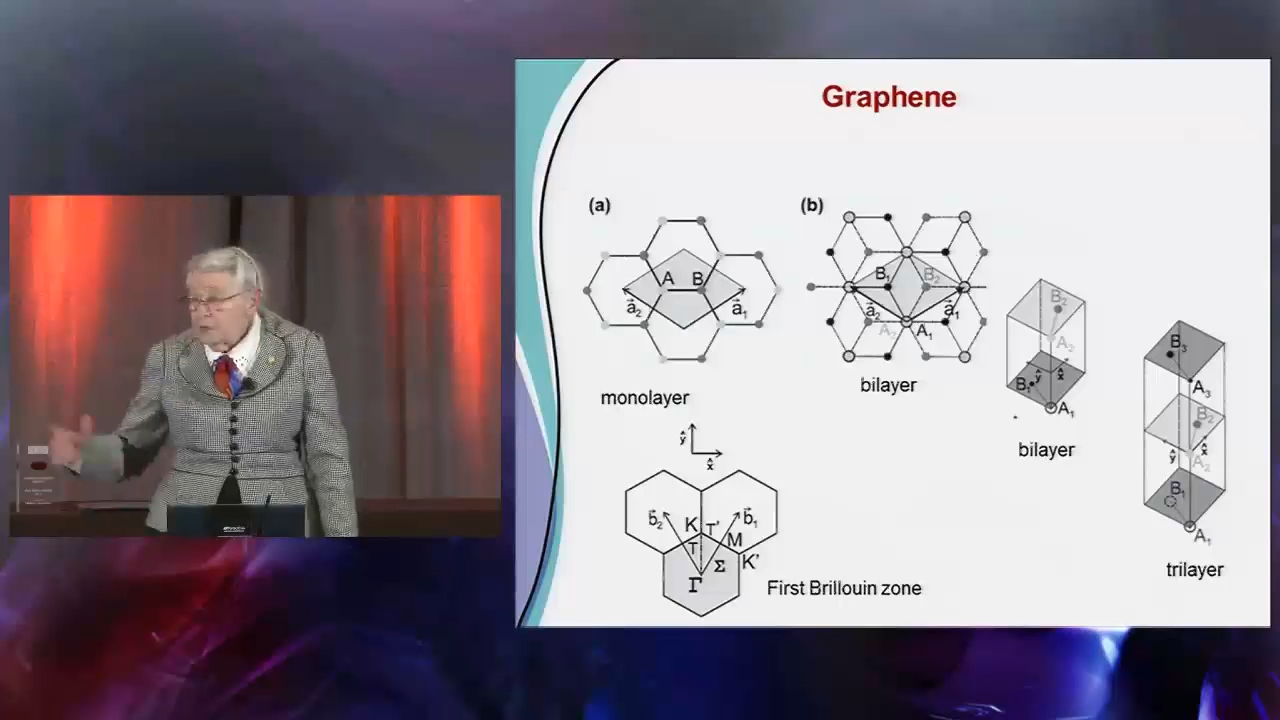 Graphene
(a)
(b)
A B
a₂ a₁
monolayer
B₁ B₂
a₂ a₁
A₂ A₁
bilayer
B₂
A₂
B₁ ŷ x̂
A₁
bilayer
B₃
A₃
B₂
ŷ x̂
A₂
B₁
A₁
trilayer
ŷ
x̂
b₂ K T' b₁
T M
Σ K'
Γ
First Brillouin zone